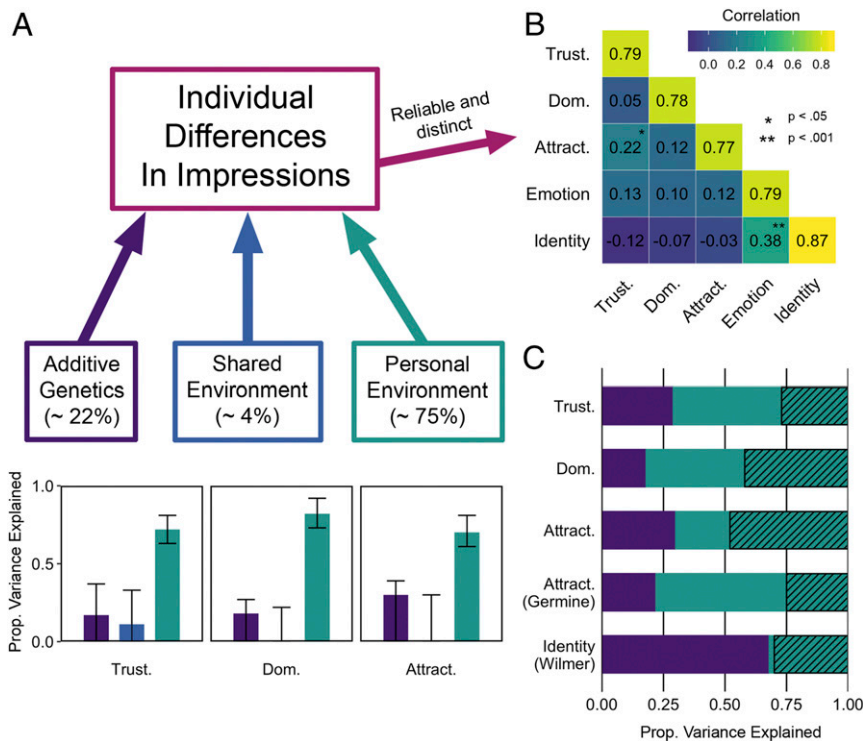 A
Individual
Differences
In Impressions
Reliable and
distinct
Additive
Genetics
(~ 22%)
Shared
Environment
(~ 4%)
Personal
Environment
(~ 75%)
Prop. Variance Explained
1.0
0.5
0.0
Trust.
Dom.
Attract.
B
Correlation
0.0 0.2 0.4 0.6 0.8
* p < .05
** p < .001
Trust. 0.79
Dom. 0.05 0.78
Attract. 0.22* 0.12 0.77
Emotion 0.13 0.10 0.12 0.79
Identity -0.12 -0.07 -0.03 0.38** 0.87
Trust. Dom. Attract. Emotion Identity
C
Trust.
Dom.
Attract.
Attract.
(Germine)
Identity
(Wilmer)
0.00 0.25 0.50 0.75 1.00
Prop. Variance Explained